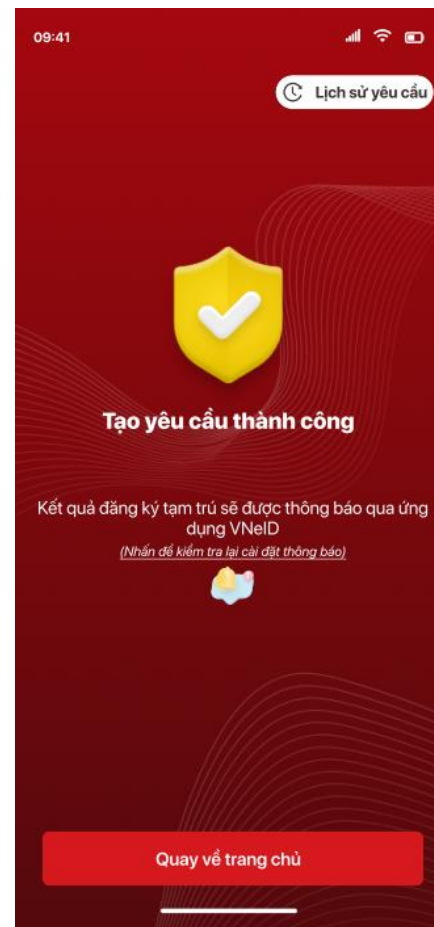 09:41
Lịch sử yêu cầu
Tạo yêu cầu thành công
Kết quả đăng ký tạm trú sẽ được thông báo qua ứng
dụng VNeID
(Nhấn để kiểm tra lại cài đặt thông báo)
Quay về trang chủ